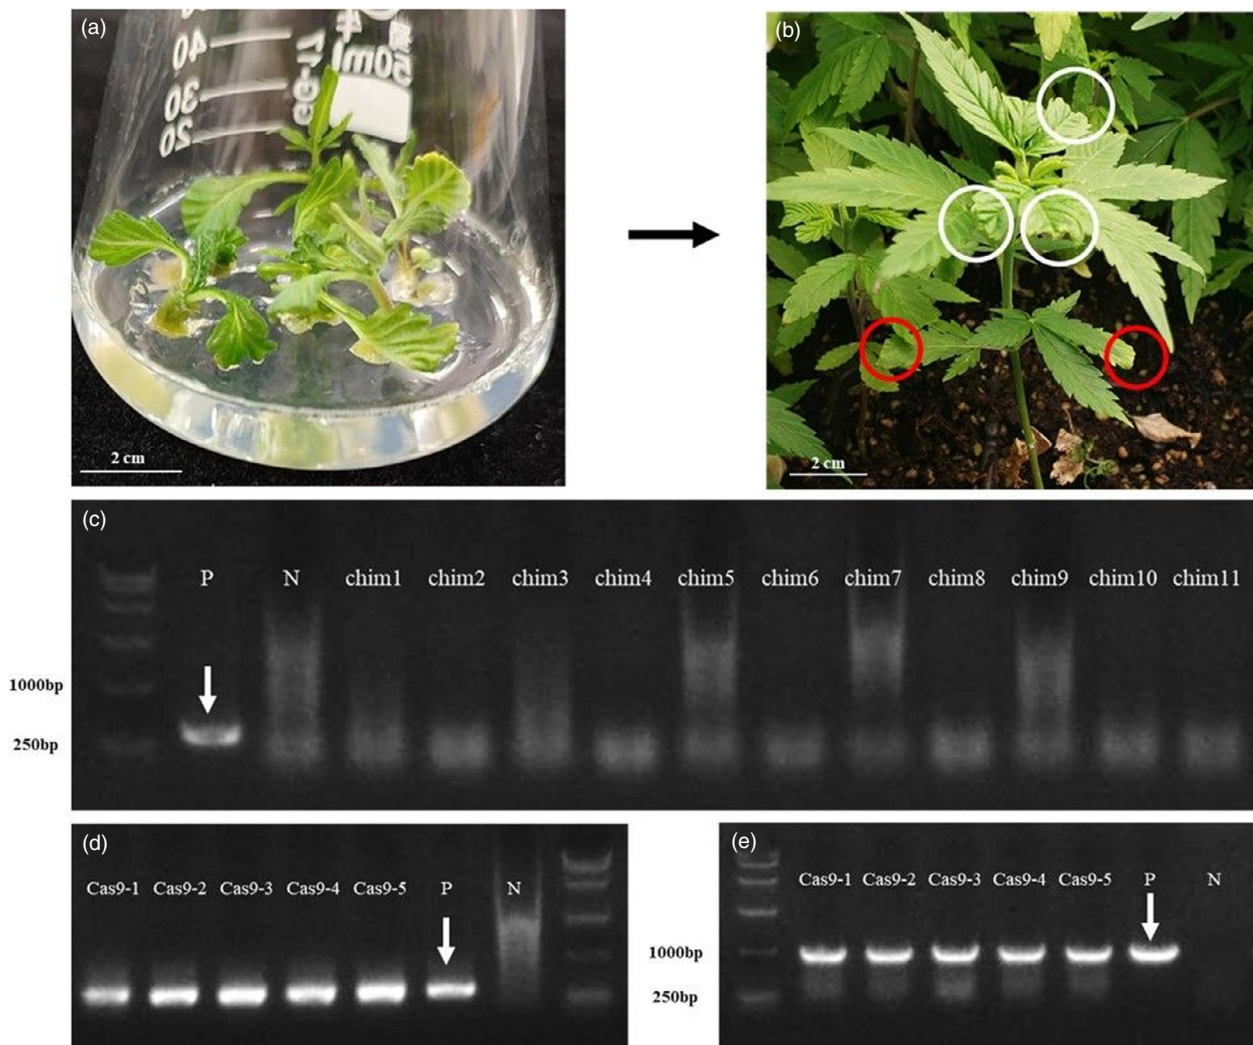 (a)
40
30
20
50ml
2 cm
(b)
2 cm
(c)
P N chim1 chim2 chim3 chim4 chim5 chim6 chim7 chim8 chim9 chim10 chim11
1000bp
250bp
(d)
Cas9-1 Cas9-2 Cas9-3 Cas9-4 Cas9-5 P N
(e)
Cas9-1 Cas9-2 Cas9-3 Cas9-4 Cas9-5 P N
1000bp
250bp